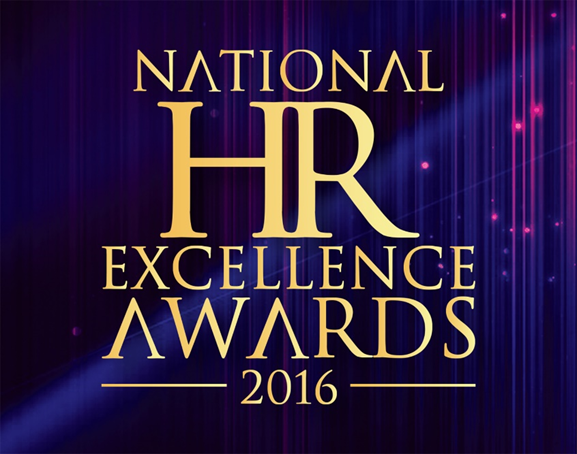 NATIONAL
HR
EXCELLENCE
AWARDS
2016